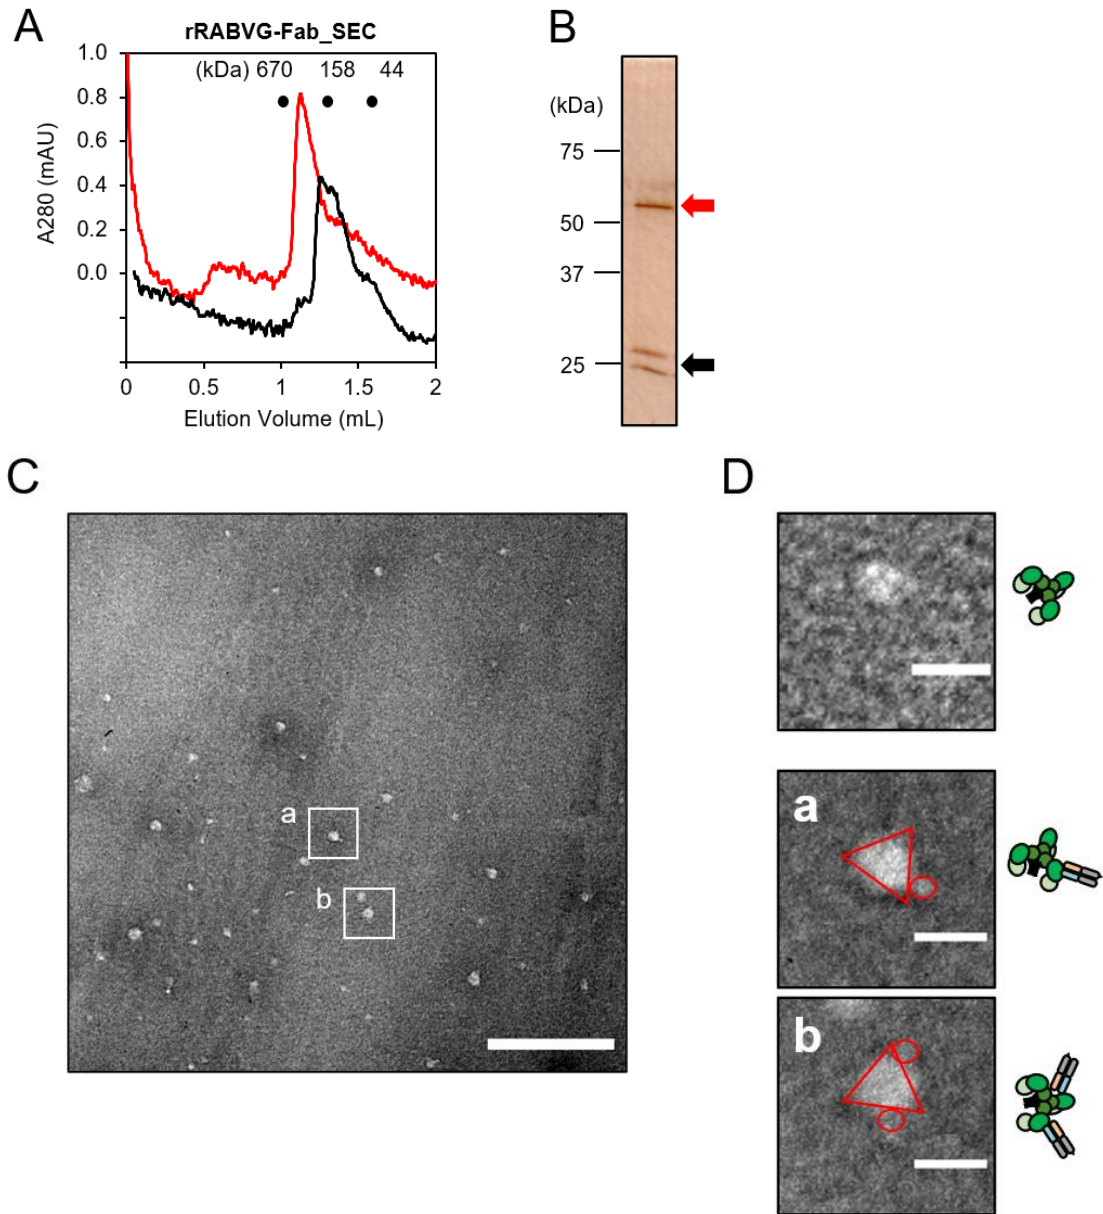 A
rRABVG-Fab_SEC
(kDa) 670 158 44
A280 (mAU)
1.0
0.8
0.6
0.4
0.2
0.0
0 0.5 1 1.5 2
Elution Volume (mL)
B
(kDa)
75
50
37
25
C
a
b
D
a
b